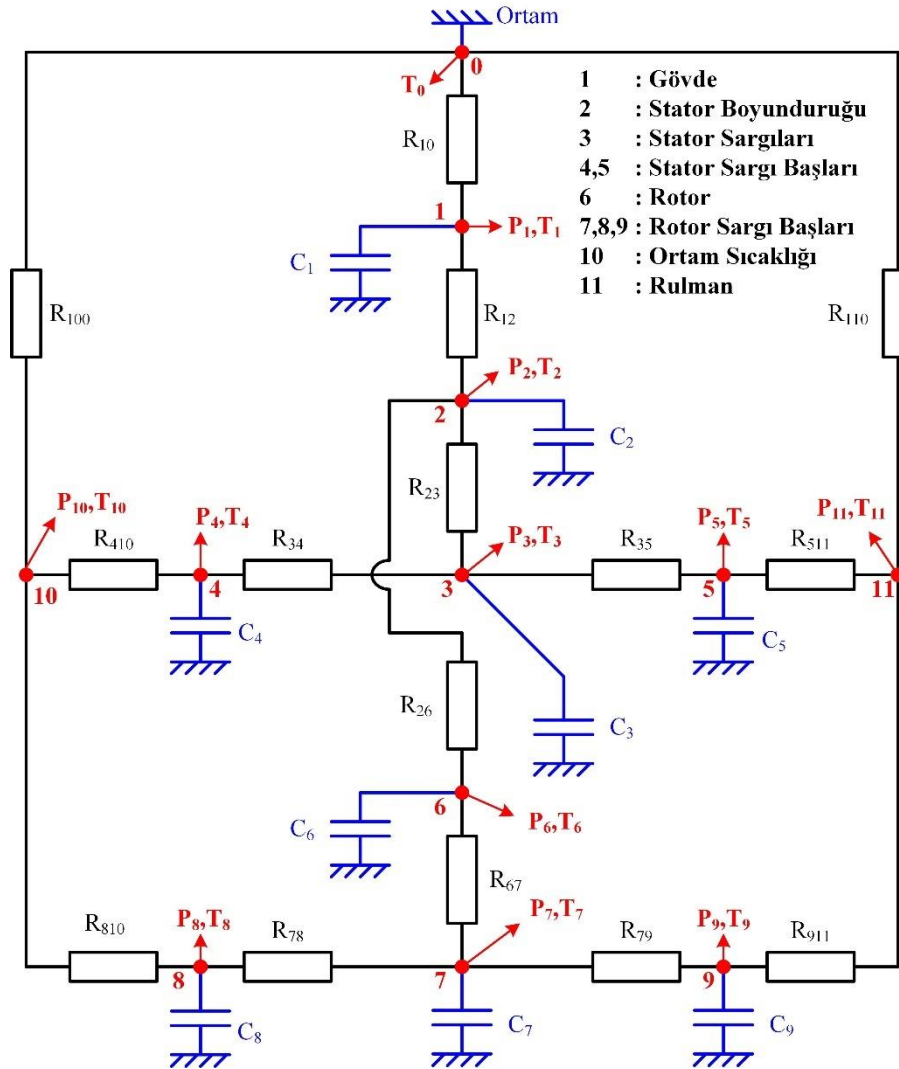 Ortam
0
T0
R10
1 : Gövde
2 : Stator Boyunduruğu
3 : Stator Sargıları
4,5 : Stator Sargı Başları
6 : Rotor
7,8,9 : Rotor Sargı Başları
10 : Ortam Sıcaklığı
11 : Rulman
1
P1,T1
C1
R100
R12
R110
P2,T2
2
C2
R23
P10,T10
R410
P4,T4
R34
P3,T3
R35
P5,T5
R511
P11,T11
10
4
3
5
11
C4
C5
R26
C3
6
C6
P6,T6
R67
R810
P8,T8
R78
P7,T7
R79
P9,T9
R911
8
7
9
C8
C7
C9